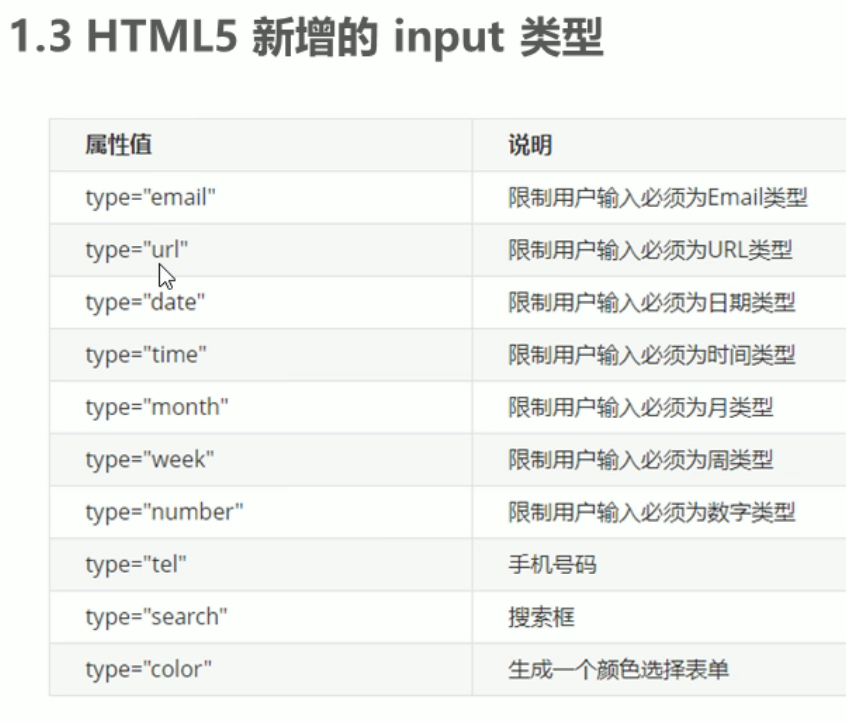 1.3 HTML5 新增的 input 类型
属性值 说明
type="email" 限制用户输入必须为Email类型
type="url" 限制用户输入必须为URL类型
type="date" 限制用户输入必须为日期类型
type="time" 限制用户输入必须为时间类型
type="month" 限制用户输入必须为月类型
type="week" 限制用户输入必须为周类型
type="number" 限制用户输入必须为数字类型
type="tel" 手机号码
type="search" 搜索框
type="color" 生成一个颜色选择表单